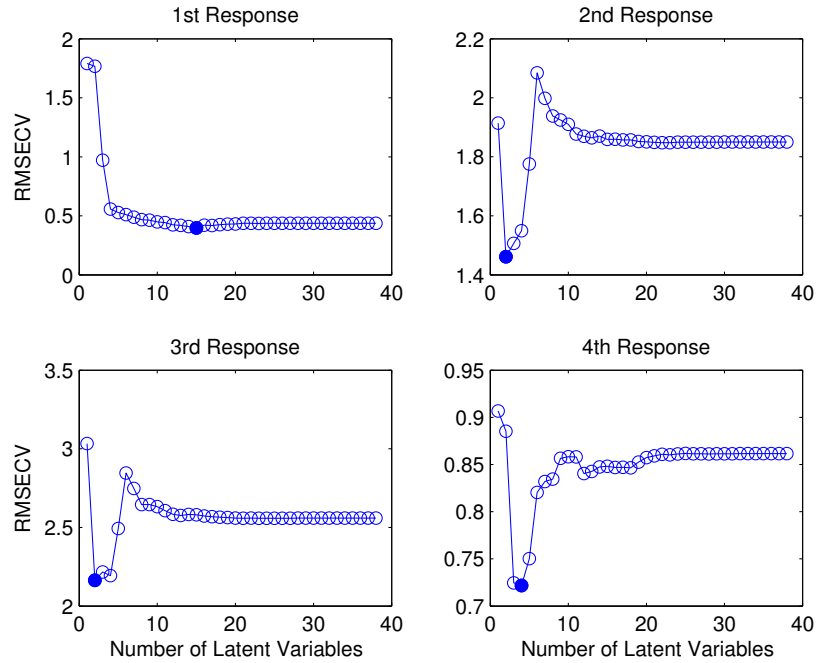 1st Response
2
1.5
1
0.5
0
RMSECV
0 10 20 30 40
2nd Response
2.2
2
1.8
1.6
1.4
0 10 20 30 40
3rd Response
3.5
3
2.5
2
RMSECV
0 10 20 30 40
Number of Latent Variables
4th Response
0.95
0.9
0.85
0.8
0.75
0.7
0 10 20 30 40
Number of Latent Variables